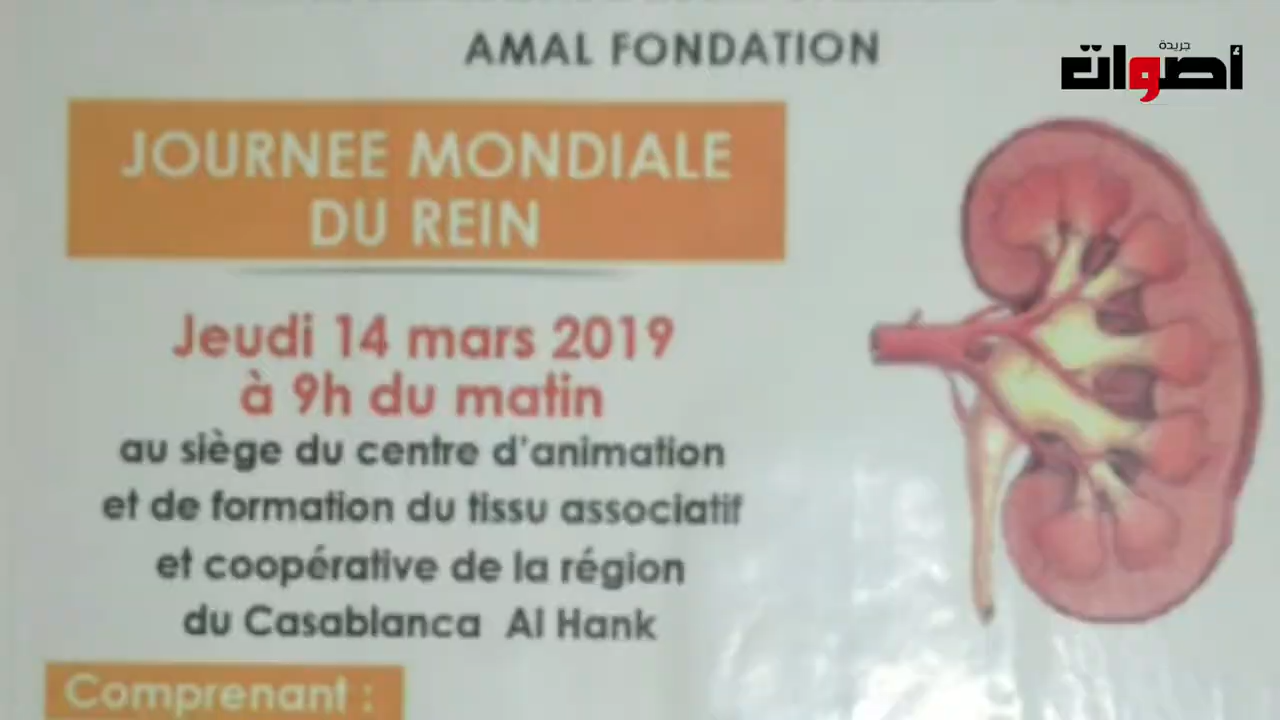 AMAL FONDATION
جريدة
أصوات
JOURNEE MONDIALE
DU REIN
Jeudi 14 mars 2019
à 9h du matin
au siège du centre d'animation
et de formation du tissu associatif
et coopérative de la région
du Casablanca Al Hank
Comprenant :